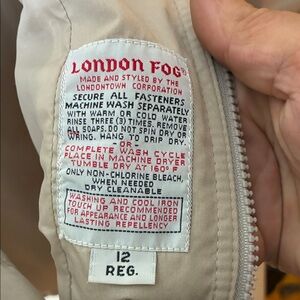 LONDON FOG®
MADE AND STYLED BY THE
LONDONTOWN CORPORATION
SECURE ALL FASTENERS
MACHINE WASH SEPARATELY
WITH WARM OR COLD WATER
RINSE THREE (3) TIMES. REMOVE
ALL SOAPS. DO NOT SPIN DRY OR
WRING. HANG TO DRIP DRY.
- OR -
COMPLETE WASH CYCLE
PLACE IN MACHINE DRYER
TUMBLE DRY AT 160° F
ONLY NON-CHLORINE BLEACH,
WHEN NEEDED
DRY CLEANABLE
WASHING AND COOL IRON
TOUCH UP RECOMMENDED
FOR APPEARANCE AND LONGER
LASTING REPELLENCY
12
REG.